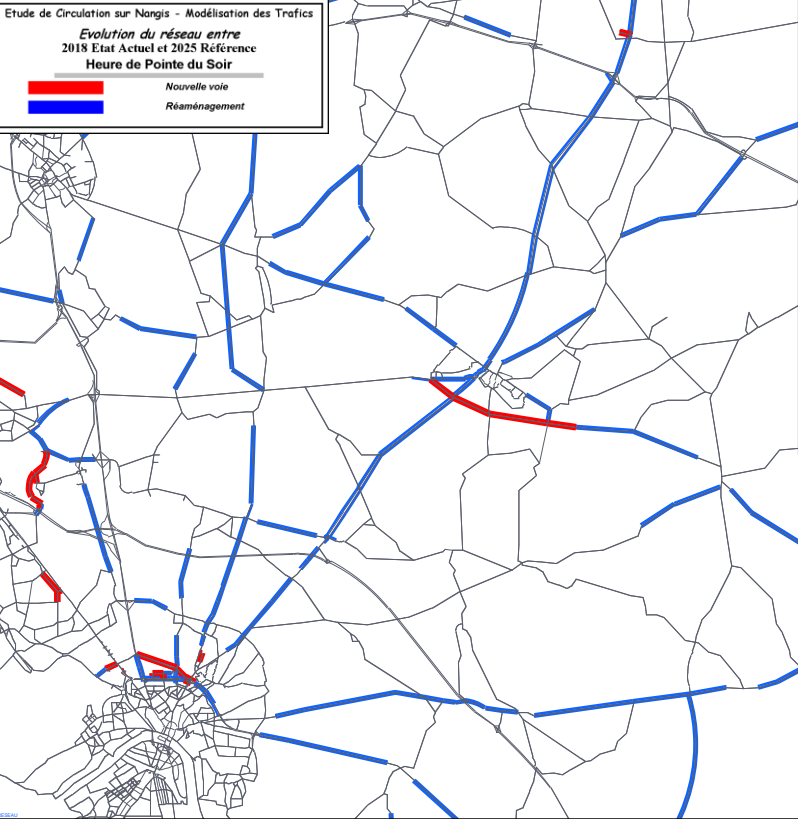 Etude de Circulation sur Nangis - Modélisation des Trafics
Evolution du réseau entre
2018 Etat Actuel et 2025 Référence
Heure de Pointe du Soir
Nouvelle voie
Réaménagement
RESEAU